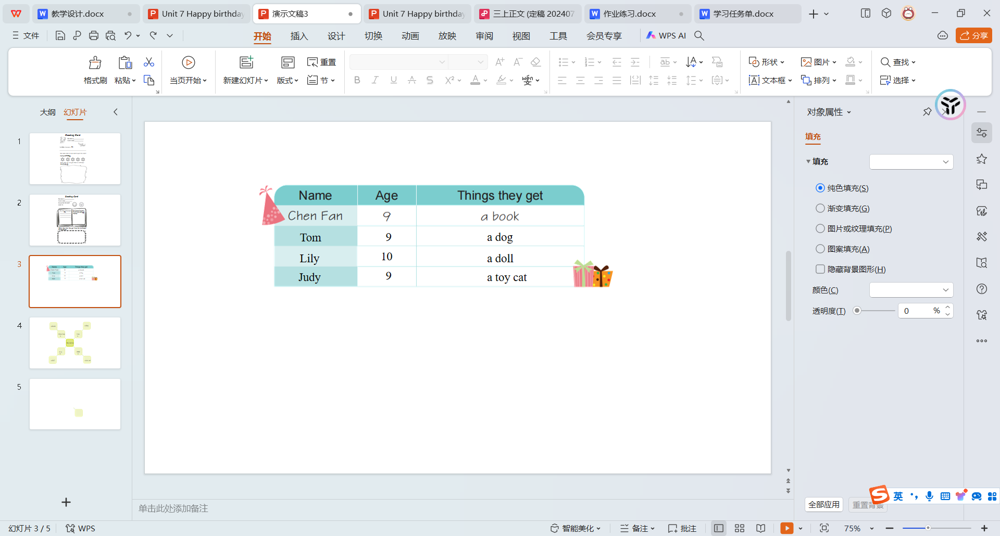 教学设计.docx
Unit 7 Happy birthday
演示文稿3
Unit 7 Happy birthday
三上正文 (定稿 202407
作业练习.docx
学习任务单.docx
文件
开始 插入 设计 切换 动画 放映 审阅 视图 工具 会员专享 WPS AI
分享
格式刷 粘贴 当页开始 新建幻灯片 版式 重置 节
形状 图片 查找
文本框 排列 选择
大纲 幻灯片
1
2
3
4
5
Name Age Things they get
Chen Fan 9 a book
Tom 9 a dog
Lily 10 a doll
Judy 9 a toy cat
对象属性
填充
填充
纯色填充(S)
渐变填充(G)
图片或纹理填充(P)
图案填充(A)
隐藏背景图形(H)
颜色(C)
透明度(T) 0 %
全部应用 重置背景
英
单击此处添加备注
幻灯片 3 / 5 WPS 智能美化 备注 批注 75%